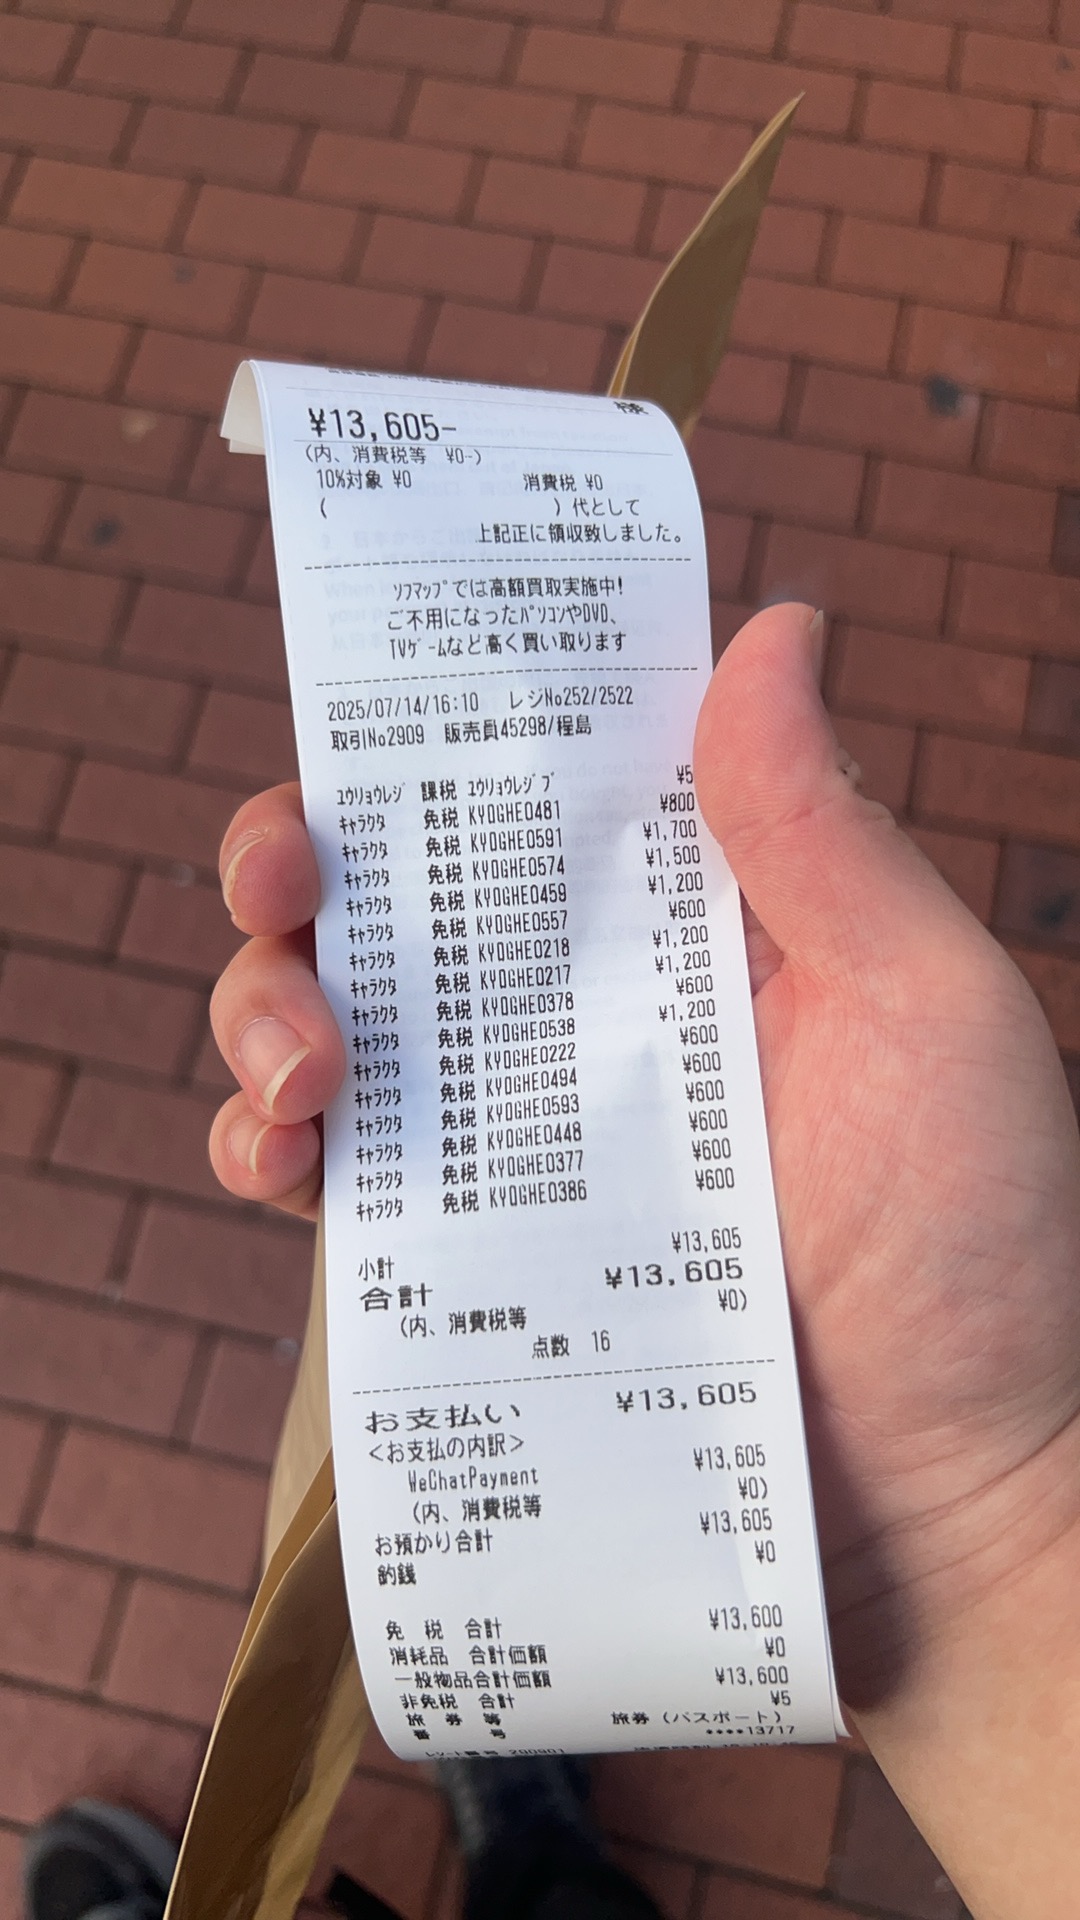 様
¥13,605-
(内、消費税等 ¥0-)
10%対象 ¥0 消費税 ¥0
( )代として
上記正に領収致しました。
ｿﾌﾏｯﾌﾟでは高額買取実施中!
ご不用になったﾊﾟｿｺﾝやDVD、
TVｹﾞｰﾑなど高く買い取ります
2025/07/14/16:10 レジNo252/2522
取引No2909 販売員45298/桯島
ﾕｳﾘｮｳﾚｼﾞ 課税 ﾕｳﾘｮｳﾚｼﾞﾌﾞ ¥5
ｷｬﾗｸﾀ 免税 KYOGHE0481 ¥800
ｷｬﾗｸﾀ 免税 KYOGHE0591 ¥1,700
ｷｬﾗｸﾀ 免税 KYOGHE0574 ¥1,500
ｷｬﾗｸﾀ 免税 KYOGHE0459 ¥1,200
ｷｬﾗｸﾀ 免税 KYOGHE0557 ¥600
ｷｬﾗｸﾀ 免税 KYOGHE0218 ¥1,200
ｷｬﾗｸﾀ 免税 KYOGHE0217 ¥1,200
ｷｬﾗｸﾀ 免税 KYOGHE0378 ¥600
ｷｬﾗｸﾀ 免税 KYOGHE0538 ¥1,200
ｷｬﾗｸﾀ 免税 KYOGHE0222 ¥600
ｷｬﾗｸﾀ 免税 KYOGHE0494 ¥600
ｷｬﾗｸﾀ 免税 KYOGHE0593 ¥600
ｷｬﾗｸﾀ 免税 KYOGHE0448 ¥600
ｷｬﾗｸﾀ 免税 KYOGHE0377 ¥600
ｷｬﾗｸﾀ 免税 KYOGHE0386 ¥600
小計 ¥13,605
合計 ¥13,605
(内、消費税等 ¥0)
点数 16
お支払い ¥13,605
<お支払の内訳>
WeChatPayment ¥13,605
(内、消費税等 ¥0)
お預かり合計 ¥13,605
釣銭 ¥0
免 税 合計 ¥13,600
消耗品 合計価額 ¥0
一般物品合計価額 ¥13,600
非免税 合計 ¥5
旅 券 等 旅券(パスポート)
番 号 ****13717